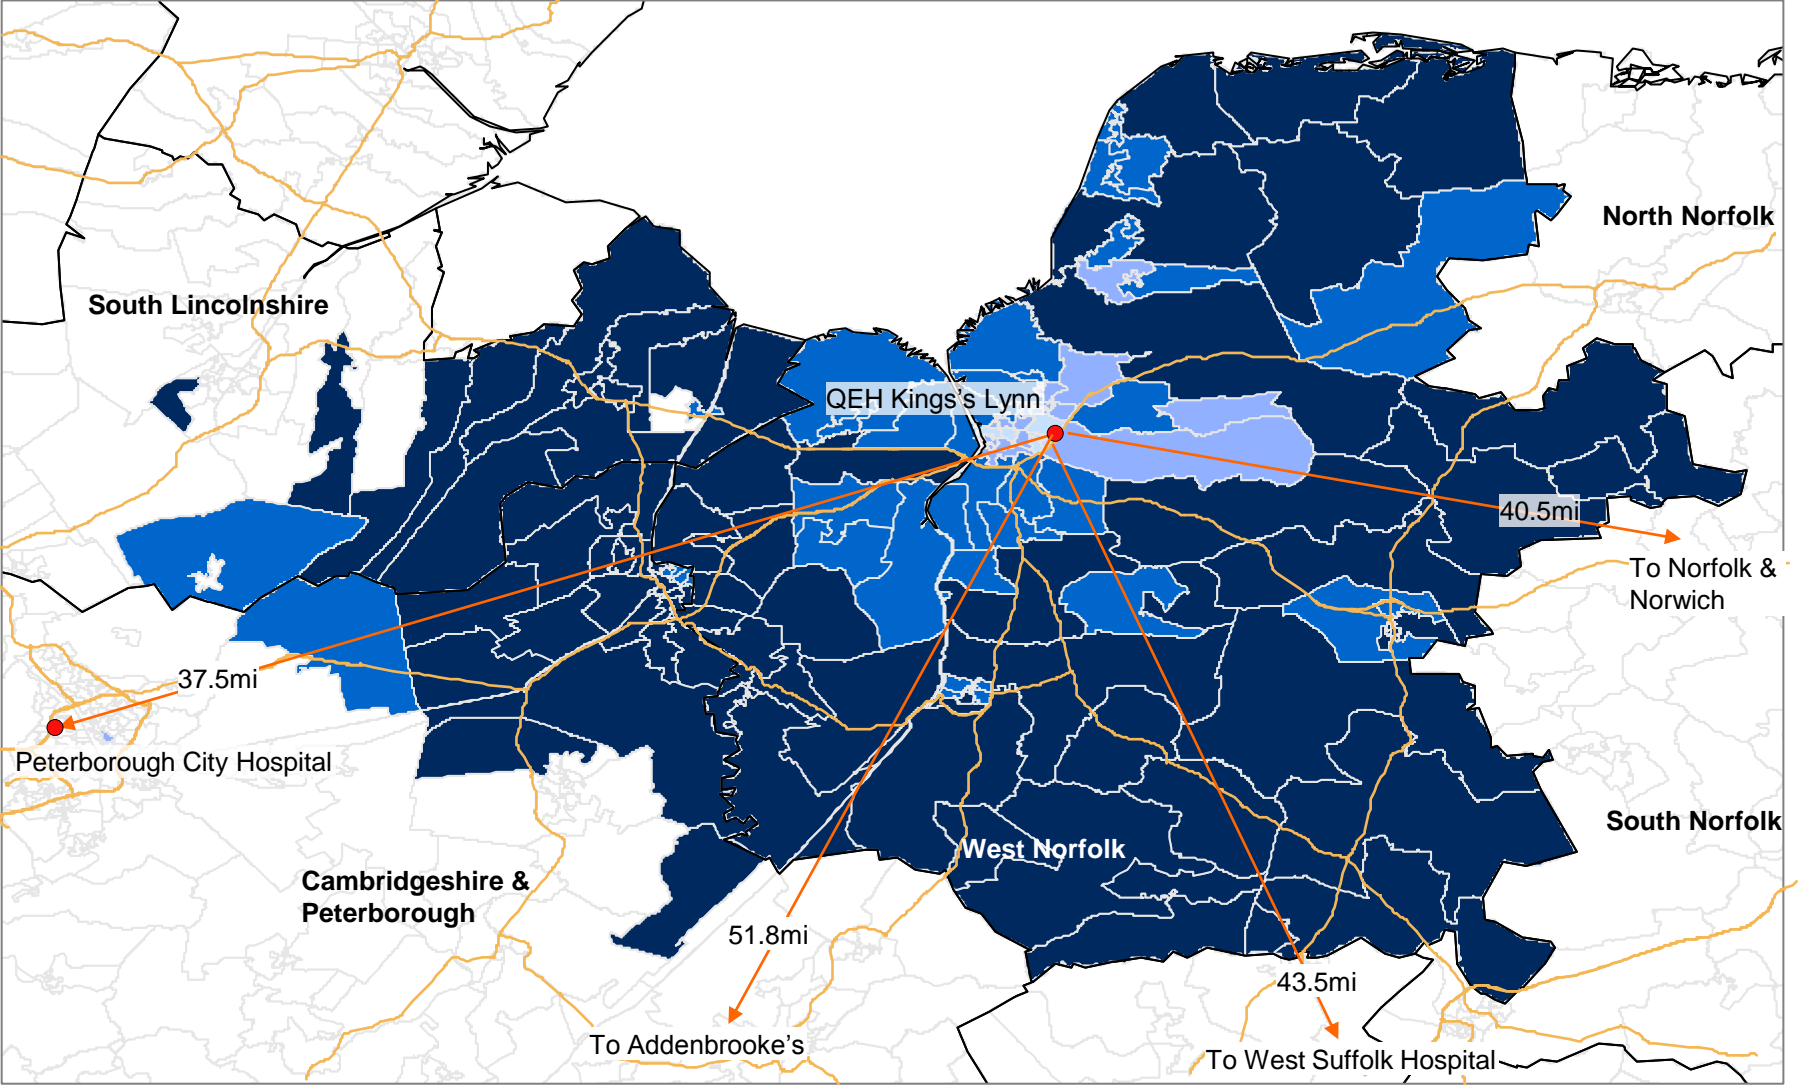 North Norfolk
South Lincolnshire
QEH Kings's Lynn
40.5mi
To Norfolk &
Norwich
37.5mi
Peterborough City Hospital
South Norfolk
West Norfolk
Cambridgeshire &
Peterborough
51.8mi
43.5mi
To Addenbrooke's
To West Suffolk Hospital